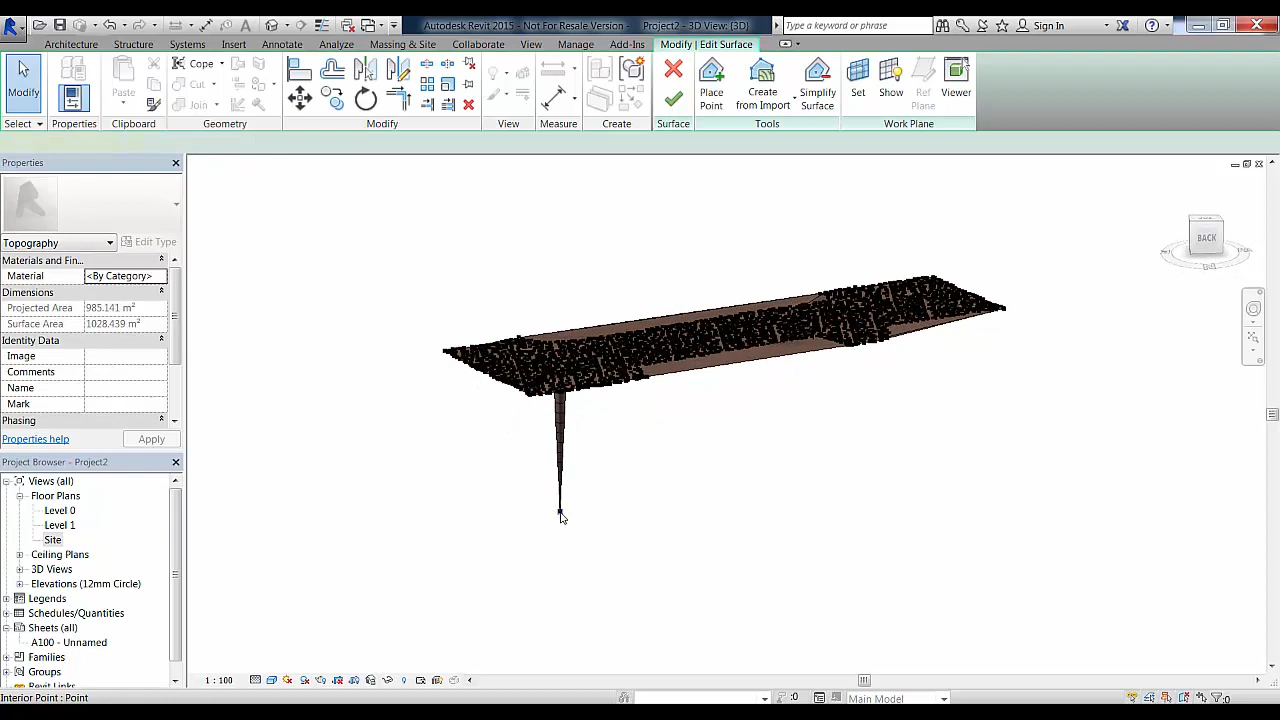 Autodesk Revit 2015 - Not For Resale Version -    Project2 - 3D View: {3D}
Type a keyword or phrase
Sign In
Architecture Structure Systems Insert Annotate Analyze Massing & Site Collaborate View Manage Add-Ins Modify | Edit Surface
Modify
Paste
Cope
Cut
Join
Place Point
Create from Import
Simplify Surface
Set
Show
Ref Plane
Viewer
Select Properties Clipboard Geometry Modify View Measure Create Surface Tools Work Plane
Properties
R
Topography
Edit Type
Materials and Fin...
Material <By Category>
Dimensions
Projected Area 985.141 m²
Surface Area 1028.439 m²
Identity Data
Image
Comments
Name
Mark
Phasing
Properties help
Apply
Project Browser - Project2
Views (all)
Floor Plans
Level 0
Level 1
Site
Ceiling Plans
3D Views
Elevations (12mm Circle)
Legends
Schedules/Quantities
Sheets (all)
A100 - Unnamed
Families
Groups
Revit Links
BACK
1 : 100
Interior Point : Point
:0
Main Model
:0